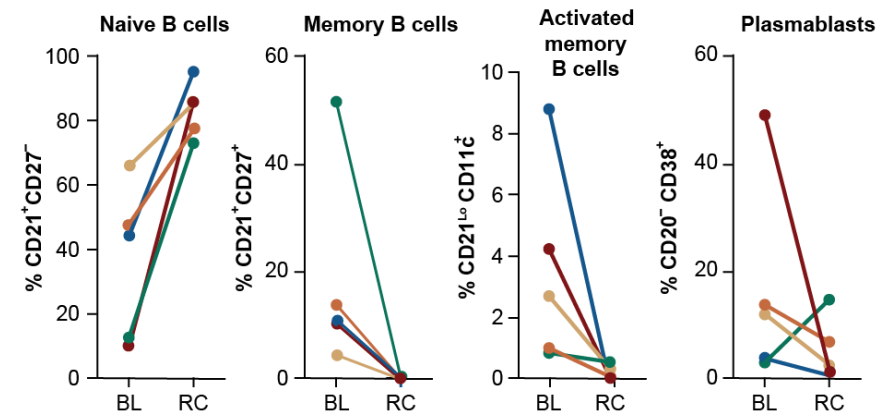 Naive B cells
% CD21⁺CD27⁻
100
80
60
40
20
0
BL RC
Memory B cells
% CD21⁺CD27⁺
60
40
20
0
BL RC
Activated
memory
B cells
% CD21ᴸᵒ CD11c⁺
10
8
6
4
2
0
BL RC
Plasmablasts
% CD20⁻ CD38⁺
60
40
20
0
BL RC